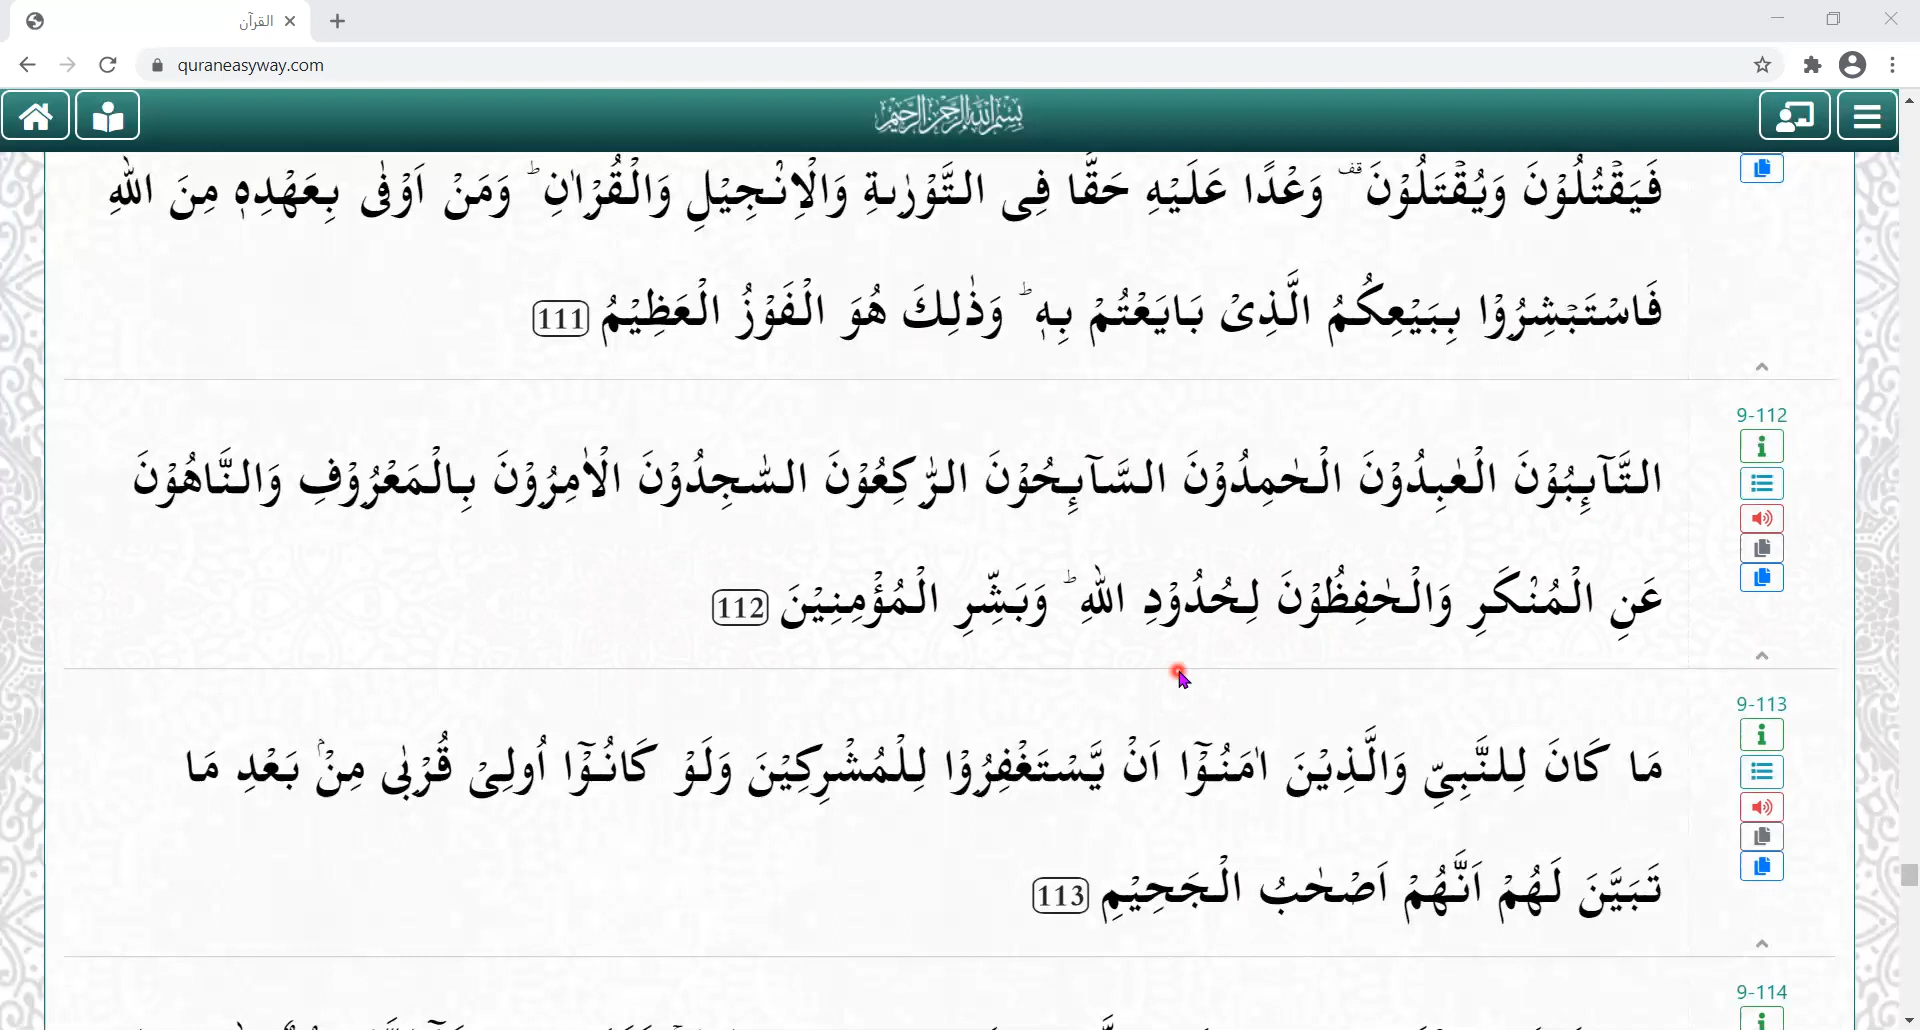 القرآن
quraneasyway.com
بسم الله الرحمن الرحيم
فَيَقْتُلُوْنَ وَيُقْتَلُوْنَ ۗ وَعْدًا عَلَيْهِ حَقًّا فِى التَّوْرٰىةِ وَالْاِنْجِيْلِ وَالْقُرْاٰنِ ؕ وَمَنْ اَوْفٰى بِعَهْدِهٖ مِنَ اللّٰهِ
فَاسْتَبْشِرُوْا بِبَيْعِكُمُ الَّذِىْ بَايَعْتُمْ بِهٖ ؕ وَذٰلِكَ هُوَ الْفَوْزُ الْعَظِيْمُ 111
9-112
التَّآئِبُوْنَ الْعٰبِدُوْنَ الْحٰمِدُوْنَ السَّآئِحُوْنَ الرّٰكِعُوْنَ السّٰجِدُوْنَ الْاٰمِرُوْنَ بِالْمَعْرُوْفِ وَالنَّاهُوْنَ
عَنِ الْمُنْكَرِ وَالْحٰفِظُوْنَ لِحُدُوْدِ اللّٰهِ ؕ وَبَشِّرِ الْمُؤْمِنِيْنَ 112
9-113
مَا كَانَ لِلنَّبِىِّ وَالَّذِيْنَ اٰمَنُوْۤا اَنْ يَّسْتَغْفِرُوْا لِلْمُشْرِكِيْنَ وَلَوْ كَانُوْۤا اُولِىْ قُرْبٰى مِنْۢ بَعْدِ مَا
تَبَيَّنَ لَهُمْ اَنَّهُمْ اَصْحٰبُ الْجَحِيْمِ 113
9-114